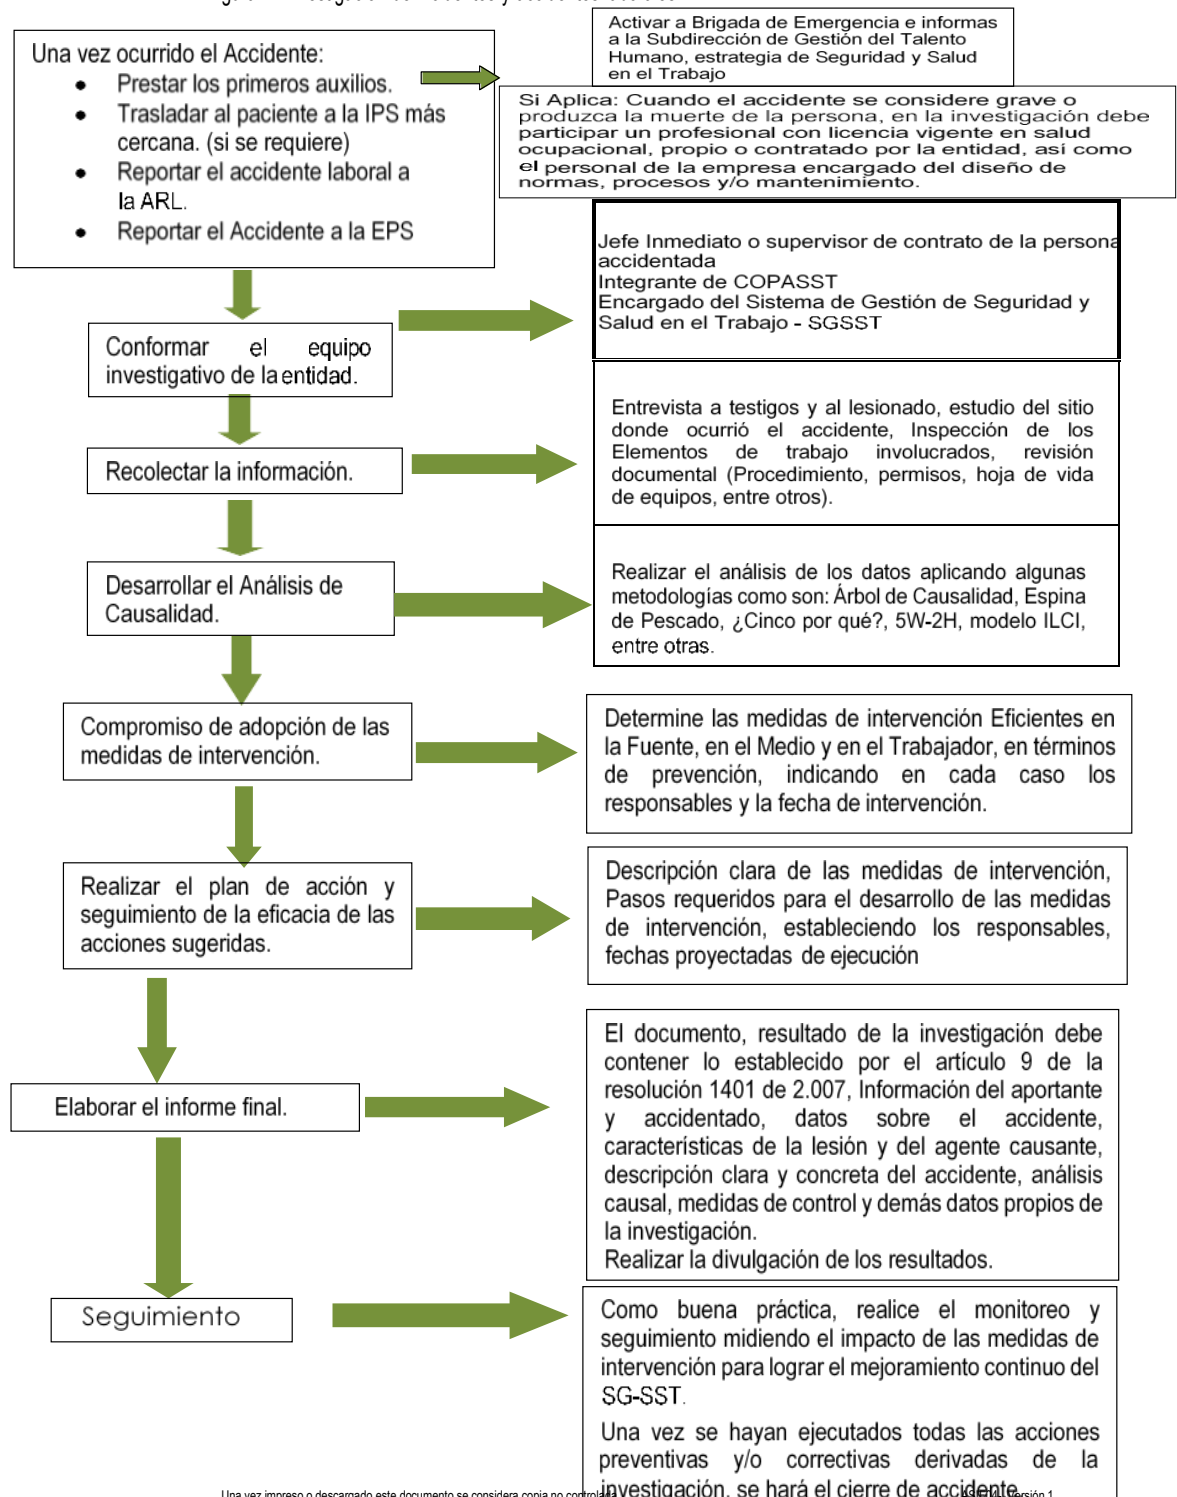 Una vez ocurrido el Accidente:
• Prestar los primeros auxilios.
• Trasladar al paciente a la IPS más
cercana. (si se requiere)
• Reportar el accidente laboral a
la ARL.
• Reportar el Accidente a la EPS
Activar a Brigada de Emergencia e informas
a la Subdirección de Gestión del Talento
Humano, estrategia de Seguridad y Salud
en el Trabajo
Si Aplica: Cuando el accidente se considere grave o
produzca la muerte de la persona, en la investigación debe
participar un profesional con licencia vigente en salud
ocupacional, propio o contratado por la entidad, así como
el personal de la empresa encargado del diseño de
normas, procesos y/o mantenimiento.
Conformar el equipo
investigativo de la entidad.
Jefe Inmediato o supervisor de contrato de la persona
accidentada
Integrante de COPASST
Encargado del Sistema de Gestión de Seguridad y
Salud en el Trabajo - SGSST
Recolectar la información.
Entrevista a testigos y al lesionado, estudio del sitio
donde ocurrió el accidente, Inspección de los
Elementos de trabajo involucrados, revisión
documental (Procedimiento, permisos, hoja de vida
de equipos, entre otros).
Desarrollar el Análisis de
Causalidad.
Realizar el análisis de los datos aplicando algunas
metodologías como son: Árbol de Causalidad, Espina
de Pescado, ¿Cinco por qué?, 5W-2H, modelo ILCI,
entre otras.
Compromiso de adopción de las
medidas de intervención.
Determine las medidas de intervención Eficientes en
la Fuente, en el Medio y en el Trabajador, en términos
de prevención, indicando en cada caso los
responsables y la fecha de intervención.
Realizar el plan de acción y
seguimiento de la eficacia de las
acciones sugeridas.
Descripción clara de las medidas de intervención,
Pasos requeridos para el desarrollo de las medidas
de intervención, estableciendo los responsables,
fechas proyectadas de ejecución
Elaborar el informe final.
El documento, resultado de la investigación debe
contener lo establecido por el artículo 9 de la
resolución 1401 de 2.007, Información del aportante
y accidentado, datos sobre el accidente,
características de la lesión y del agente causante,
descripción clara y concreta del accidente, análisis
causal, medidas de control y demás datos propios de
la investigación.
Realizar la divulgación de los resultados.
Seguimiento
Como buena práctica, realice el monitoreo y
seguimiento midiendo el impacto de las medidas de
intervención para lograr el mejoramiento continuo del
SG-SST.
Una vez se hayan ejecutados todas las acciones
preventivas y/o correctivas derivadas de la
investigación, se hará el cierre de accidente
Una vez impreso o descargado este documento se considera copia no controlada
Versión 1